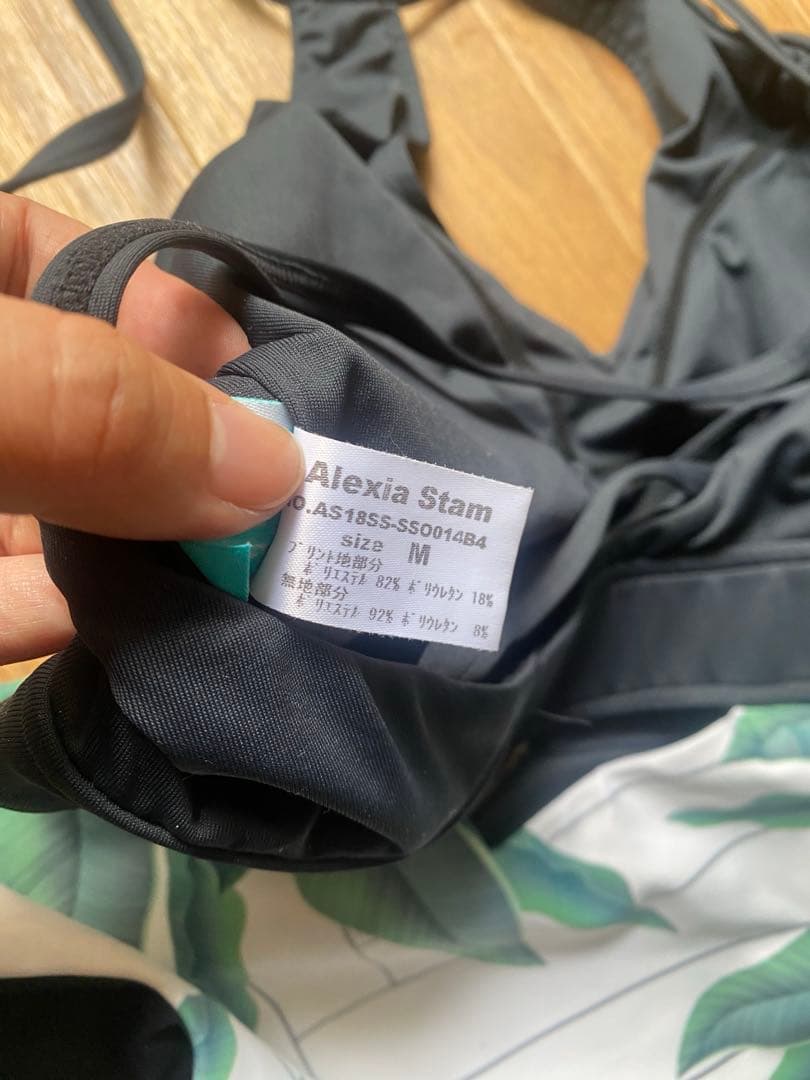 Alexia Stam
NO.AS18SS-SSO014B4
size M
プリント地部分
ポリエステル 82% ポリウレタン 18%
無地部分
ポリエステル 92% ポリウレタン 8%